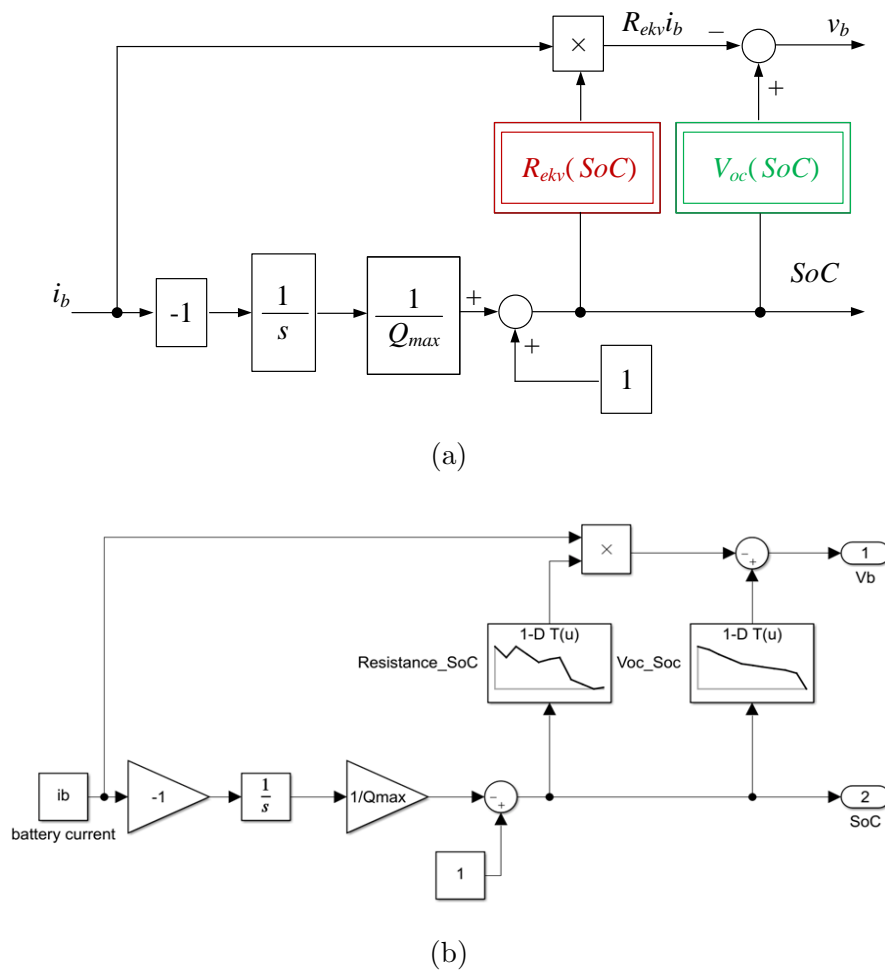 R_ekv i_b − v_b
×
+
R_ekv(SoC) V_oc(SoC)
SoC
i_b -1 1/s 1/Q_max + +
1
(a)
×
-
+
1
Vb
1-D T(u) 1-D T(u)
Resistance_SoC Voc_Soc
ib -1 1/s 1/Qmax - + 2
battery current SoC
1
(b)